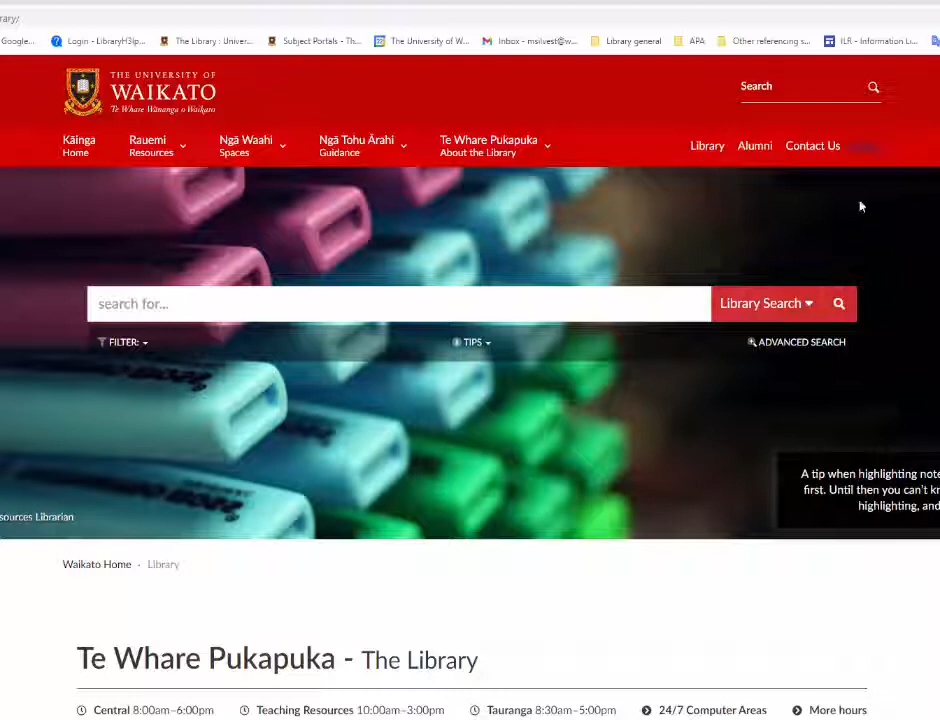 rary/
Google... Login - LibraryH3lp... The Library : Univer... Subject Portals - Th... The University of W... Inbox - msilvest@w... Library general APA Other referencing s... ILR - Information Li...
THE UNIVERSITY OF
WAIKATO
Te Whare Wānanga o Waikato
Search
Kāinga Rauemi Ngā Waahi Ngā Tohu Ārahi Te Whare Pukapuka
Home Resources Spaces Guidance About the Library
Library Alumni Contact Us
search for... Library Search
FILTER: TIPS ADVANCED SEARCH
A tip when highlighting note
first. Until then you can't kn
highlighting, and
sources Librarian
Waikato Home · Library
Te Whare Pukapuka - The Library
Central 8:00am–6:00pm Teaching Resources 10:00am–3:00pm Tauranga 8:30am–5:00pm 24/7 Computer Areas More hours